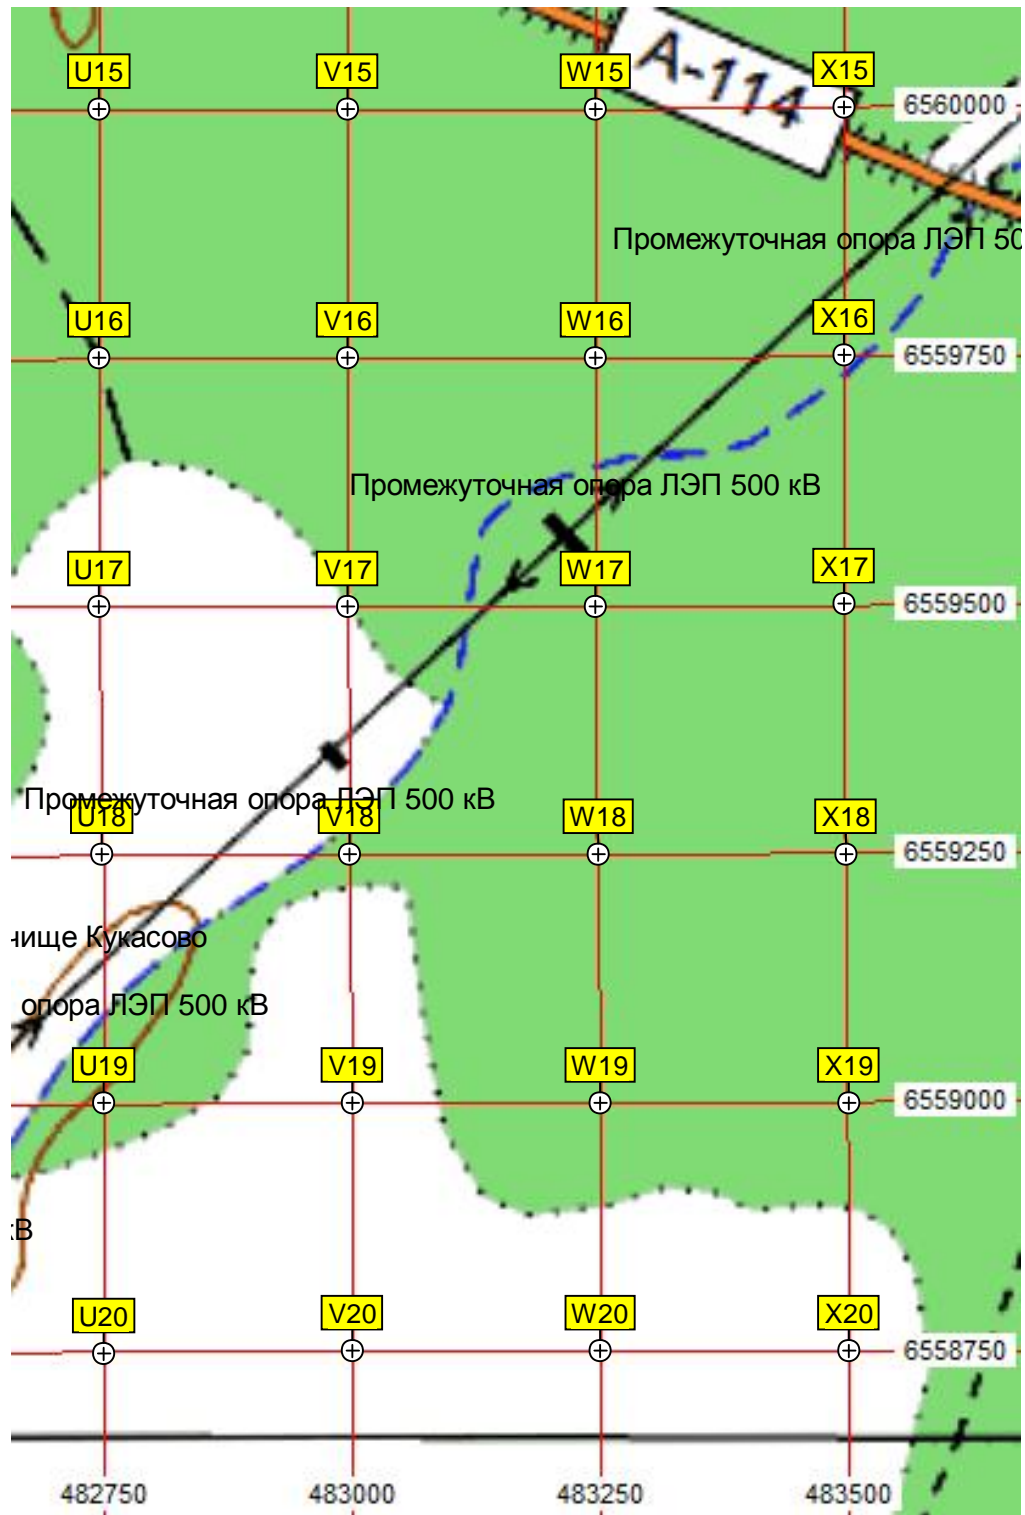 U15 V15 W15 X15
А-114
6560000
Промежуточная опора ЛЭП 50
U16 V16 W16 X16
6559750
Промежуточная опора ЛЭП 500 кВ
U17 V17 W17 X17
6559500
Промежуточная опора ЛЭП 500 кВ
U18 V18 W18 X18
6559250
нище Кукасово
опора ЛЭП 500 кВ
U19 V19 W19 X19
6559000
кВ
U20 V20 W20 X20
6558750
482750 483000 483250 483500